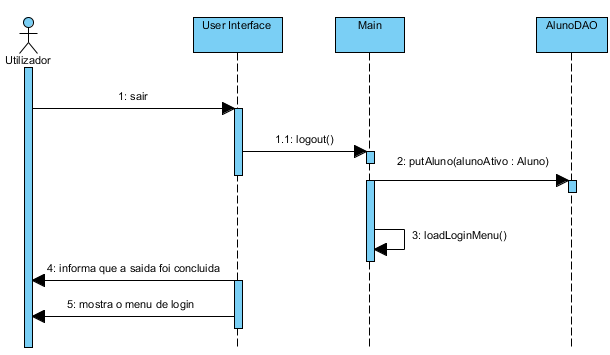 User Interface
Main
AlunoDAO
Utilizador
1: sair
1.1: logout()
2: putAluno(alunoAtivo : Aluno)
3: loadLoginMenu()
4: informa que a saida foi concluida
5: mostra o menu de login